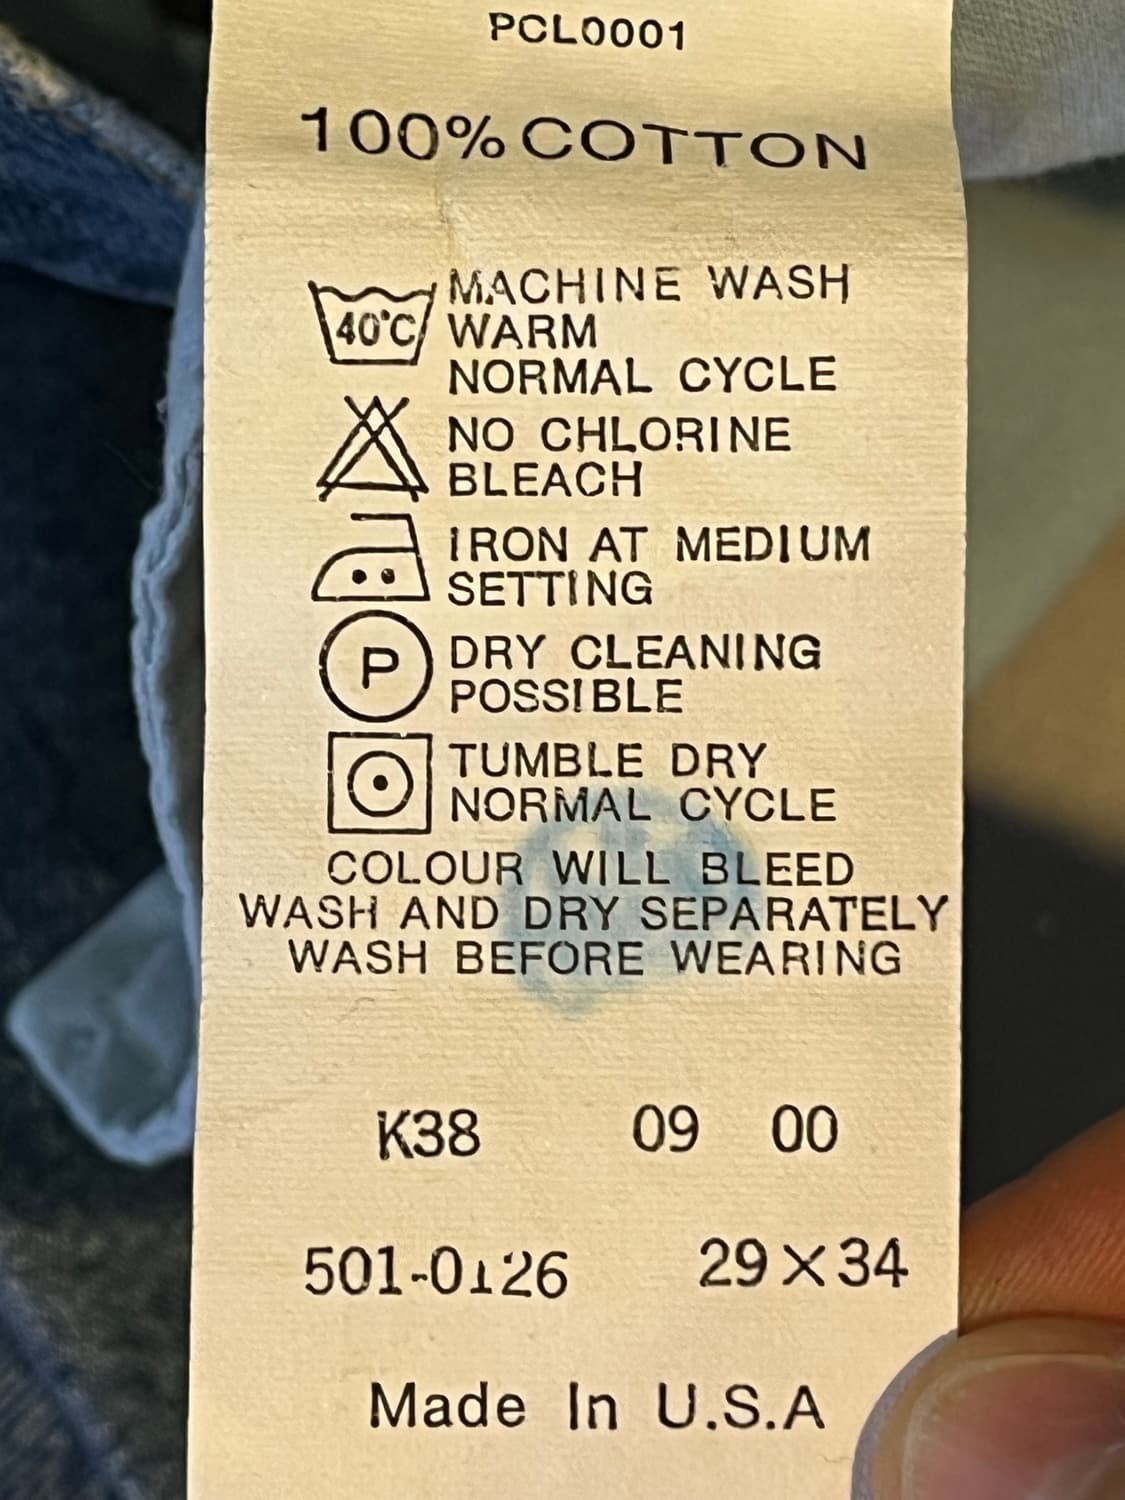 PCL0001
100% COTTON
40°C MACHINE WASH
WARM
NORMAL CYCLE
NO CHLORINE
BLEACH
IRON AT MEDIUM
SETTING
P DRY CLEANING
POSSIBLE
TUMBLE DRY
NORMAL CYCLE
COLOUR WILL BLEED
WASH AND DRY SEPARATELY
WASH BEFORE WEARING
K38 09 00
501-0126 29×34
Made In U.S.A